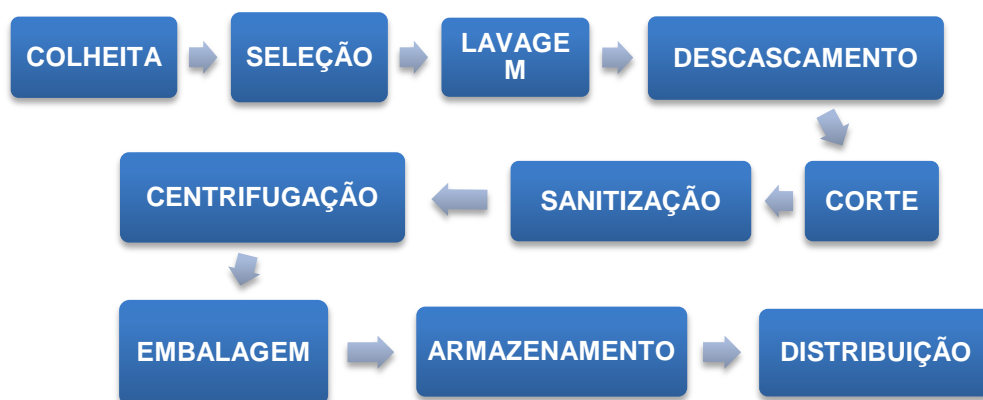 COLHEITA
SELEÇÃO
LAVAGE
M
DESCASCAMENTO
CORTE
SANITIZAÇÃO
CENTRIFUGAÇÃO
EMBALAGEM
ARMAZENAMENTO
DISTRIBUIÇÃO